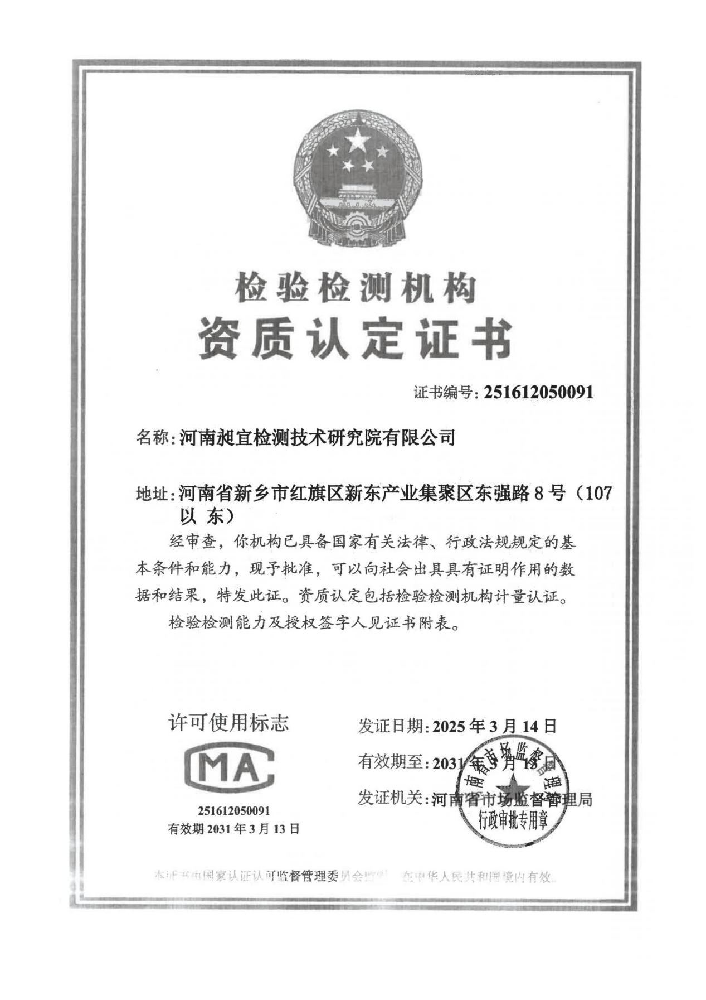 检验检测机构
资质认定证书
证书编号: 251612050091
名称: 河南昶宜检测技术研究院有限公司
地址: 河南省新乡市红旗区新东产业集聚区东强路 8 号（107
以 东）
经审查，你机构已具备国家有关法律、行政法规规定的基
本条件和能力，现予批准，可以向社会出具具有证明作用的数
据和结果，特发此证。资质认定包括检验检测机构计量认证。
检验检测能力及授权签字人见证书附表。
许可使用标志
MA
251612050091
有效期 2031 年 3 月 13 日
发证日期: 2025 年 3 月 14 日
有效期至: 2031 年 3 月 13 日
发证机关: 河南省市场监督管理局
南省市场监督管理局
行政审批专用章
本证书由国家认证认可监督管理委员会监制 在中华人民共和国境内有效。